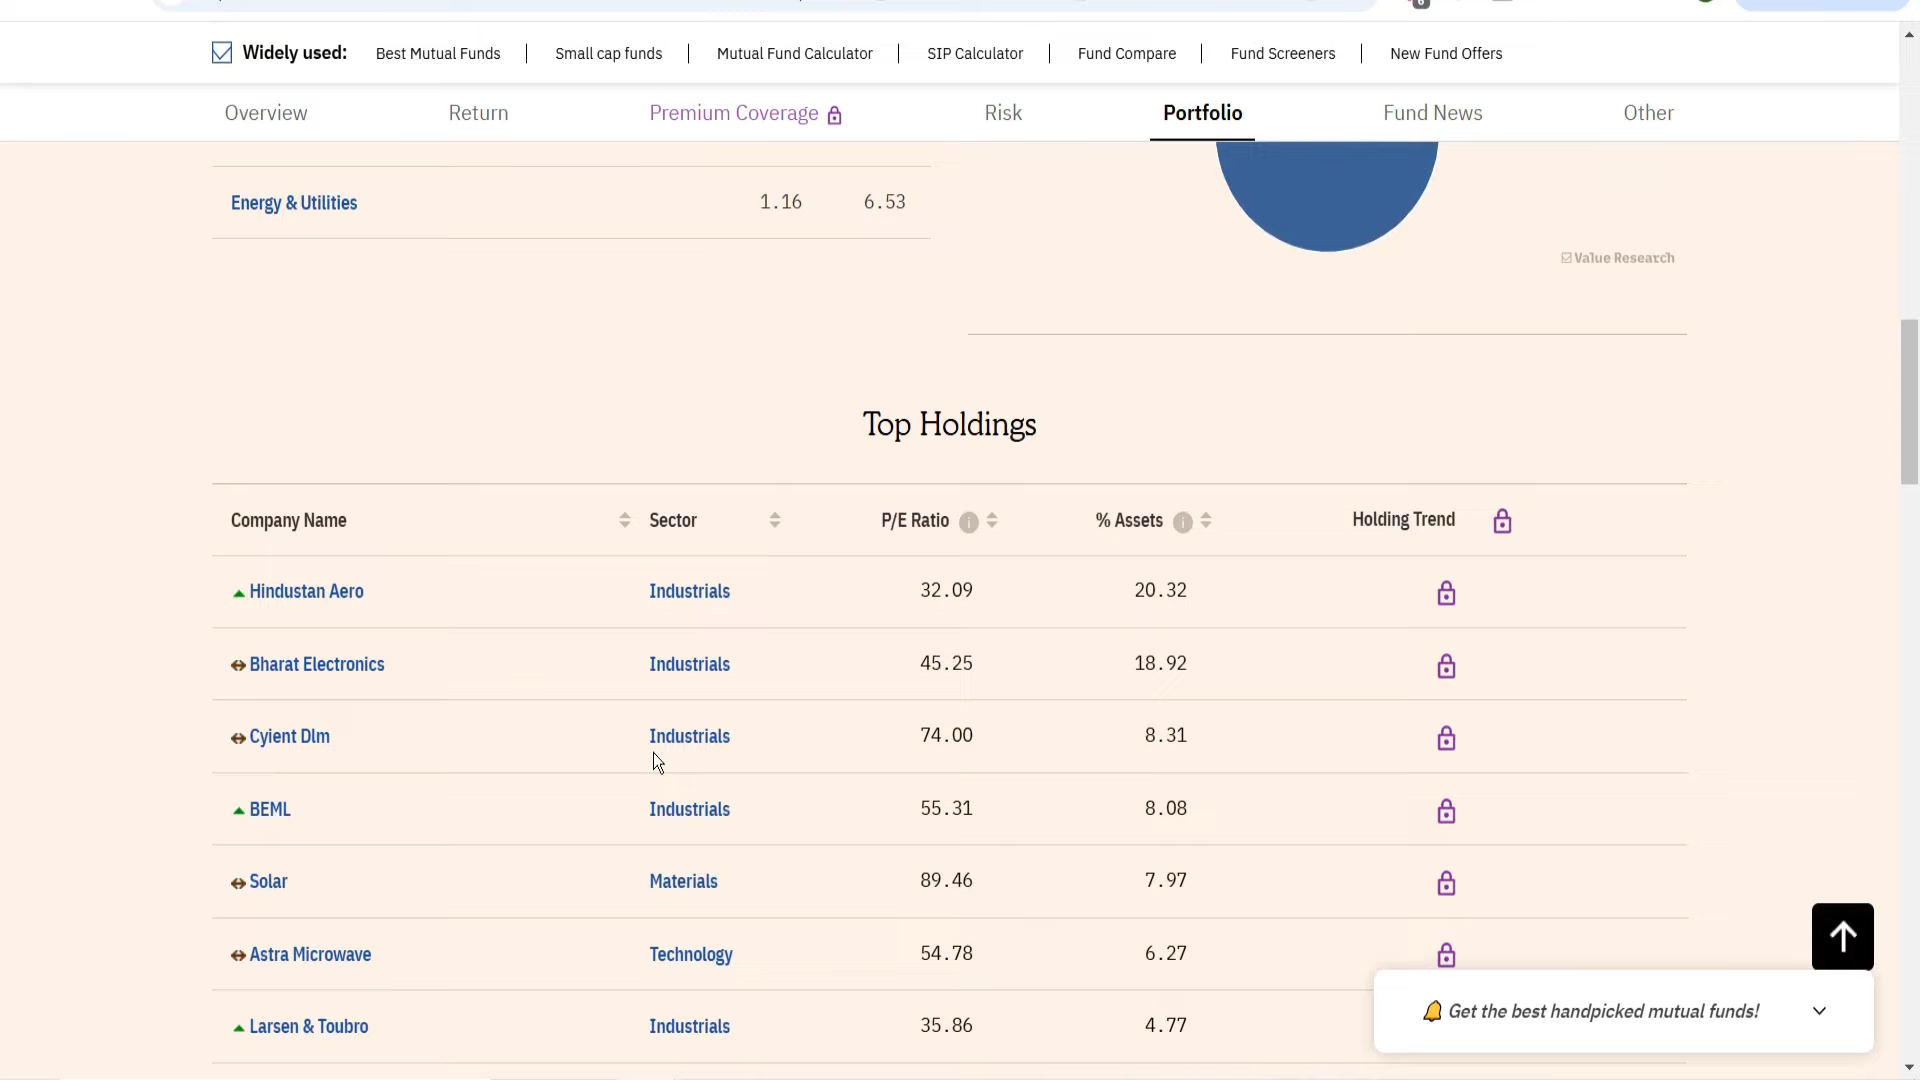 6
Widely used: Best Mutual Funds | Small cap funds | Mutual Fund Calculator | SIP Calculator | Fund Compare | Fund Screeners | New Fund Offers
Overview Return Premium Coverage Risk Portfolio Fund News Other
Energy & Utilities 1.16 6.53
Value Research
Top Holdings
Company Name Sector P/E Ratio i % Assets i Holding Trend
Hindustan Aero Industrials 32.09 20.32
Bharat Electronics Industrials 45.25 18.92
Cyient Dlm Industrials 74.00 8.31
BEML Industrials 55.31 8.08
Solar Materials 89.46 7.97
Astra Microwave Technology 54.78 6.27
Larsen & Toubro Industrials 35.86 4.77
Get the best handpicked mutual funds!